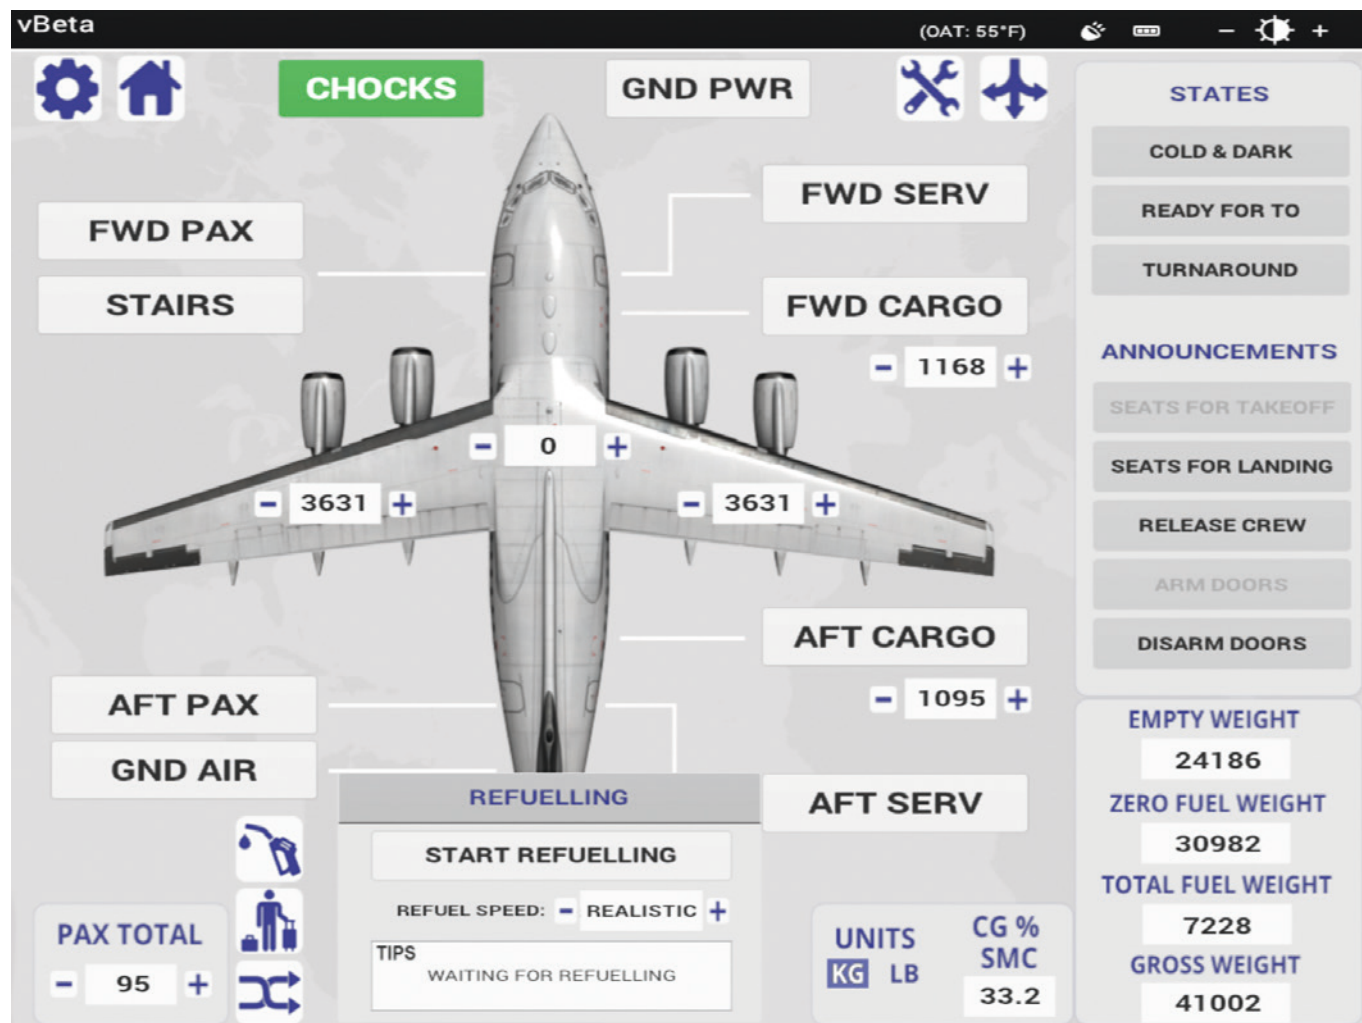 vBeta
(OAT: 55°F)
- +
CHOCKS
GND PWR
FWD PAX
STAIRS
FWD SERV
FWD CARGO
- 1168 +
- 0 +
- 3631 +
- 3631 +
AFT CARGO
- 1095 +
AFT PAX
GND AIR
AFT SERV
REFUELLING
START REFUELLING
REFUEL SPEED: - REALISTIC +
TIPS
WAITING FOR REFUELLING
PAX TOTAL
- 95 +
UNITS
KG LB
CG %
SMC
33.2
STATES
COLD & DARK
READY FOR TO
TURNAROUND
ANNOUNCEMENTS
SEATS FOR TAKEOFF
SEATS FOR LANDING
RELEASE CREW
ARM DOORS
DISARM DOORS
EMPTY WEIGHT
24186
ZERO FUEL WEIGHT
30982
TOTAL FUEL WEIGHT
7228
GROSS WEIGHT
41002